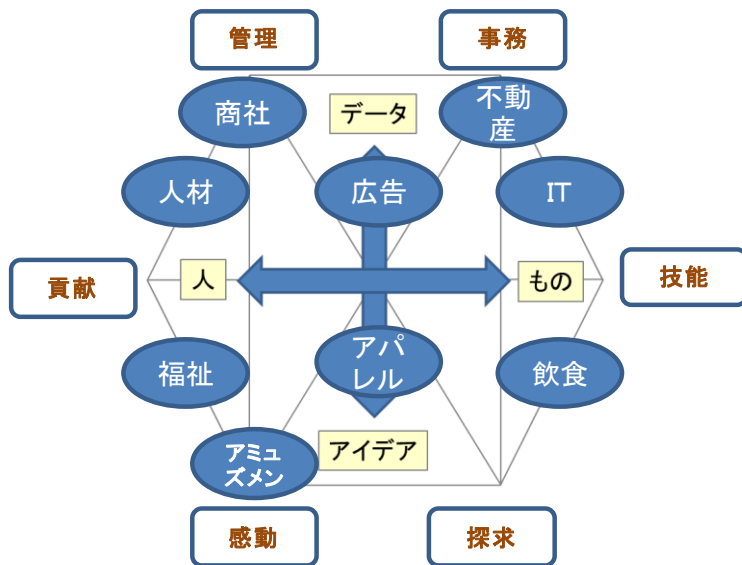 管理
事務
商社
データ
不動
産
人材
広告
IT
貢献
人
もの
技能
福祉
アパ
レル
飲食
アミュ
ズメン
アイデア
感動
探求